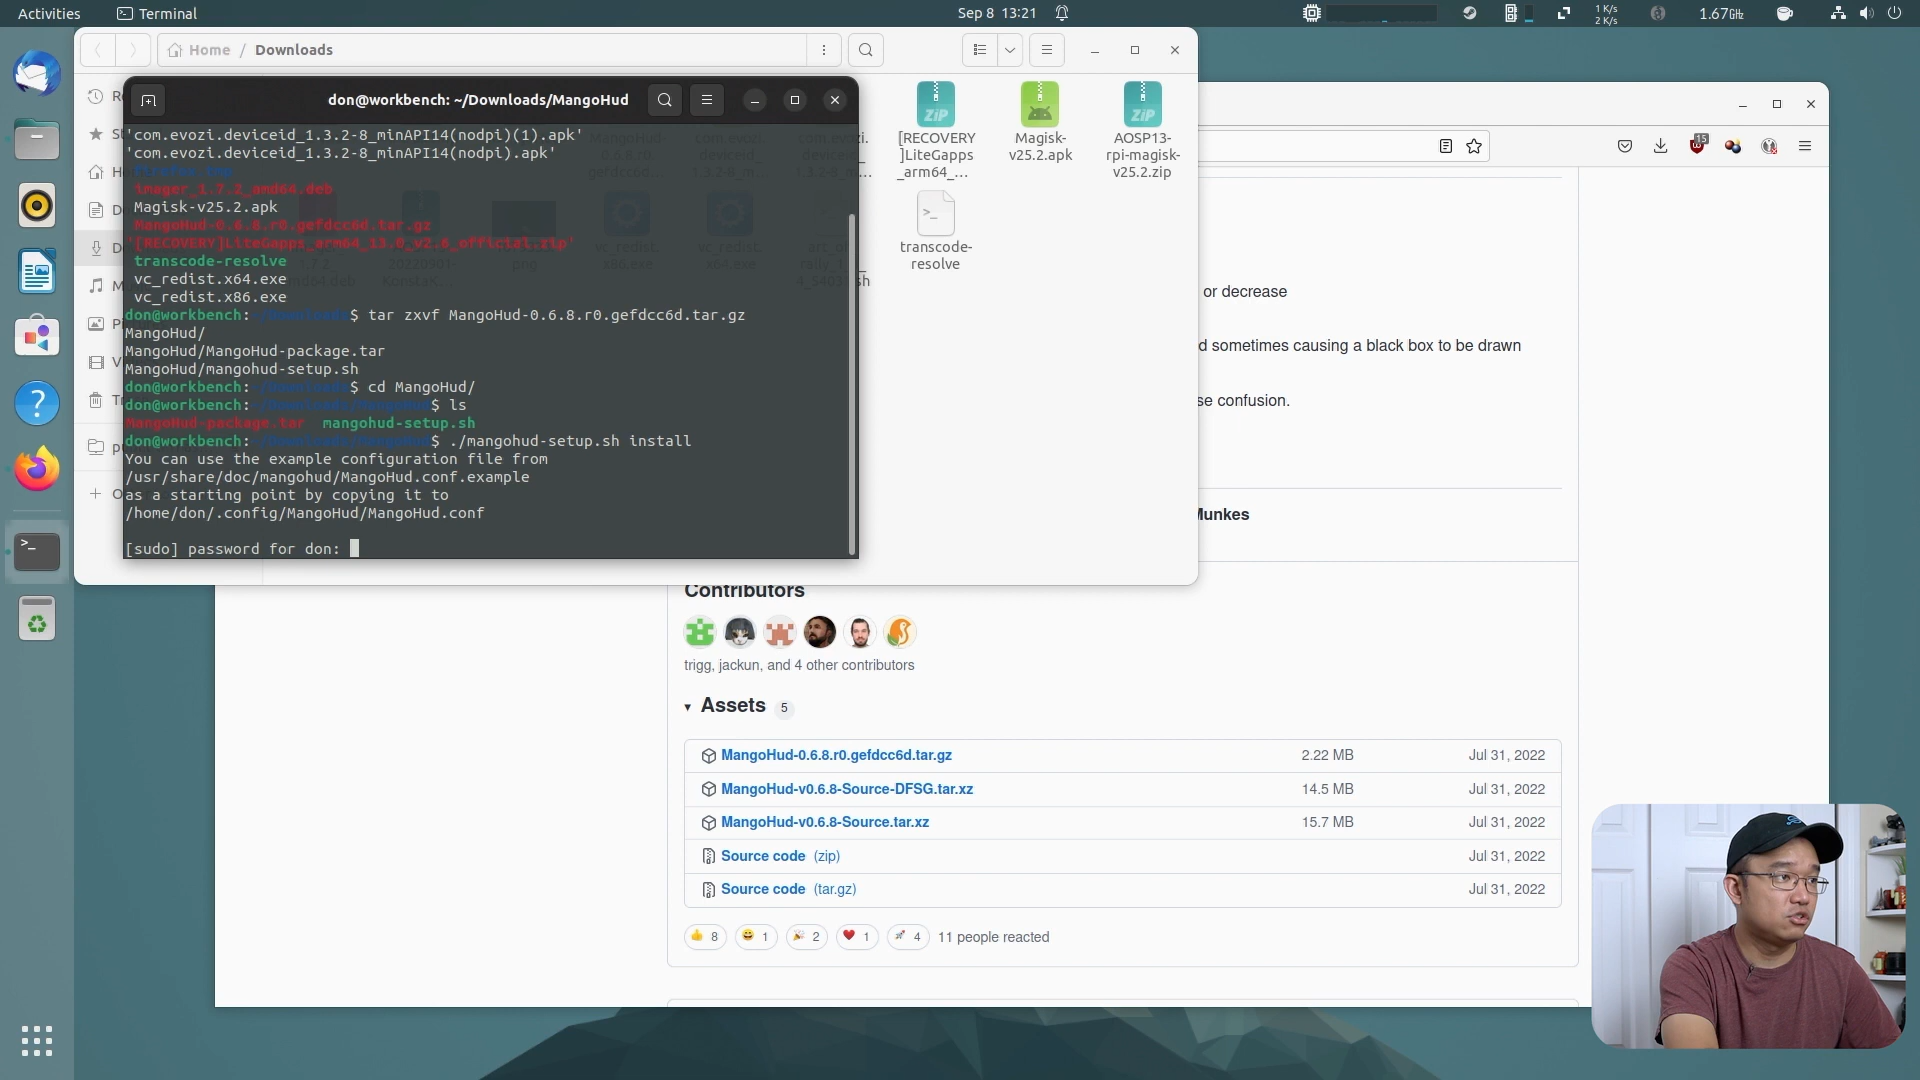 Activities
Terminal
Sep 8 13:21
1 K/s
2 K/s
1.67GHz
Home / Downloads
don@workbench: ~/Downloads/MangoHud
'com.evozi.deviceid_1.3.2-8_minAPI14(nodpi)(1).apk'
'com.evozi.deviceid_1.3.2-8_minAPI14(nodpi).apk'
imager_1.7.2_amd64.deb
Magisk-v25.2.apk
MangoHud-0.6.8.r0.gefdcc6d.tar.gz
'[RECOVERY]LiteGapps_arm64_13.0_v2.6_official.zip'
transcode-resolve
vc_redist.x64.exe
vc_redist.x86.exe
don@workbench:~/Downloads$ tar zxvf MangoHud-0.6.8.r0.gefdcc6d.tar.gz
MangoHud/
MangoHud/MangoHud-package.tar
MangoHud/mangohud-setup.sh
don@workbench:~/Downloads$ cd MangoHud/
don@workbench:~/Downloads/MangoHud$ ls
MangoHud-package.tar mangohud-setup.sh
don@workbench:~/Downloads/MangoHud$ ./mangohud-setup.sh install
You can use the example configuration file from
/usr/share/doc/mangohud/MangoHud.conf.example
as a starting point by copying it to
/home/don/.config/MangoHud/MangoHud.conf
[sudo] password for don:
[RECOVERY
]LiteGapps
_arm64_...
Magisk-
v25.2.apk
AOSP13-
rpi-magisk-
v25.2.zip
transcode-
resolve
15
or decrease
d sometimes causing a black box to be drawn
se confusion.
Munkes
Contributors
trigg, jackun, and 4 other contributors
Assets 5
MangoHud-0.6.8.r0.gefdcc6d.tar.gz 2.22 MB Jul 31, 2022
MangoHud-v0.6.8-Source-DFSG.tar.xz 14.5 MB Jul 31, 2022
MangoHud-v0.6.8-Source.tar.xz 15.7 MB Jul 31, 2022
Source code (zip) Jul 31, 2022
Source code (tar.gz) Jul 31, 2022
8 1 2 1 4 11 people reacted